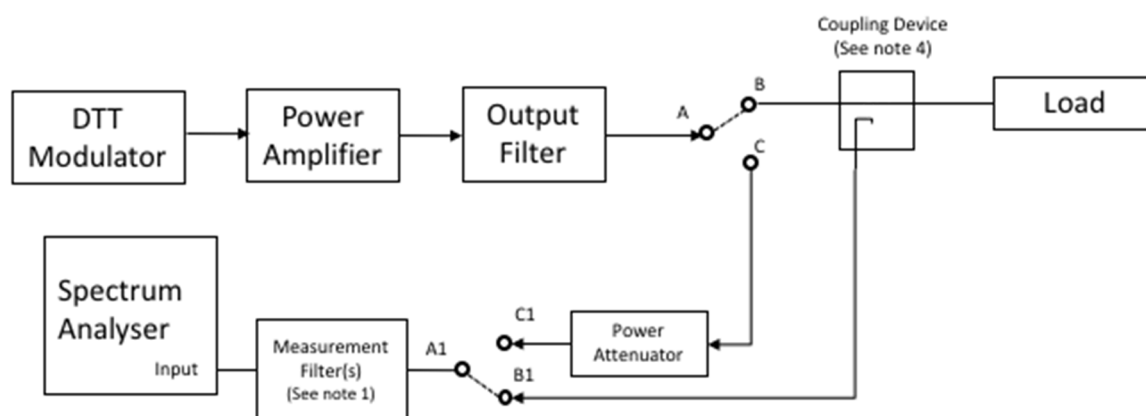 Coupling Device
(See note 4)
DTT
Modulator
Power
Amplifier
Output
Filter
A
B
C
Load
Spectrum
Analyser
Input
Measurement
Filter(s)
(See note 1)
A1
C1
B1
Power
Attenuator